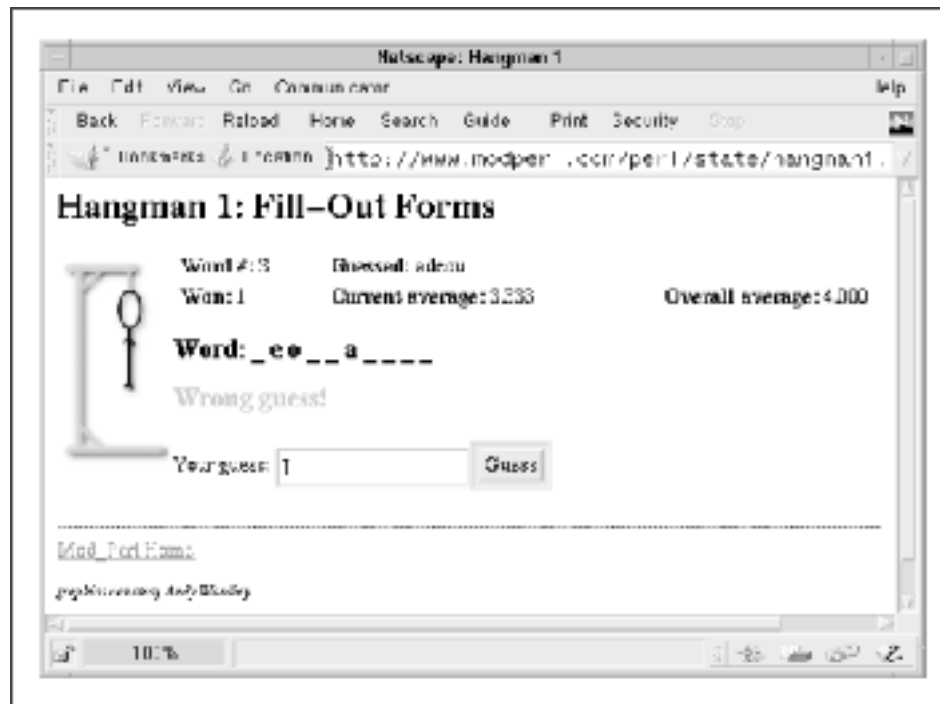 Netscape: Hangman 1
File Edit View Go Communicator Help
Back Forward Reload Home Search Guide Print Security Stop
Bookmarks Location http://www.modperl.com/perl/state/hangman1.
Hangman 1: Fill-Out Forms
Word #: 3 Guessed:
Won: 1 Current average: 3.333 Overall average: 4.000
Word: _ e o _ _ a _ _ _ _
Wrong guess!
Your guess: Guess
Mod_Perl Home
100%